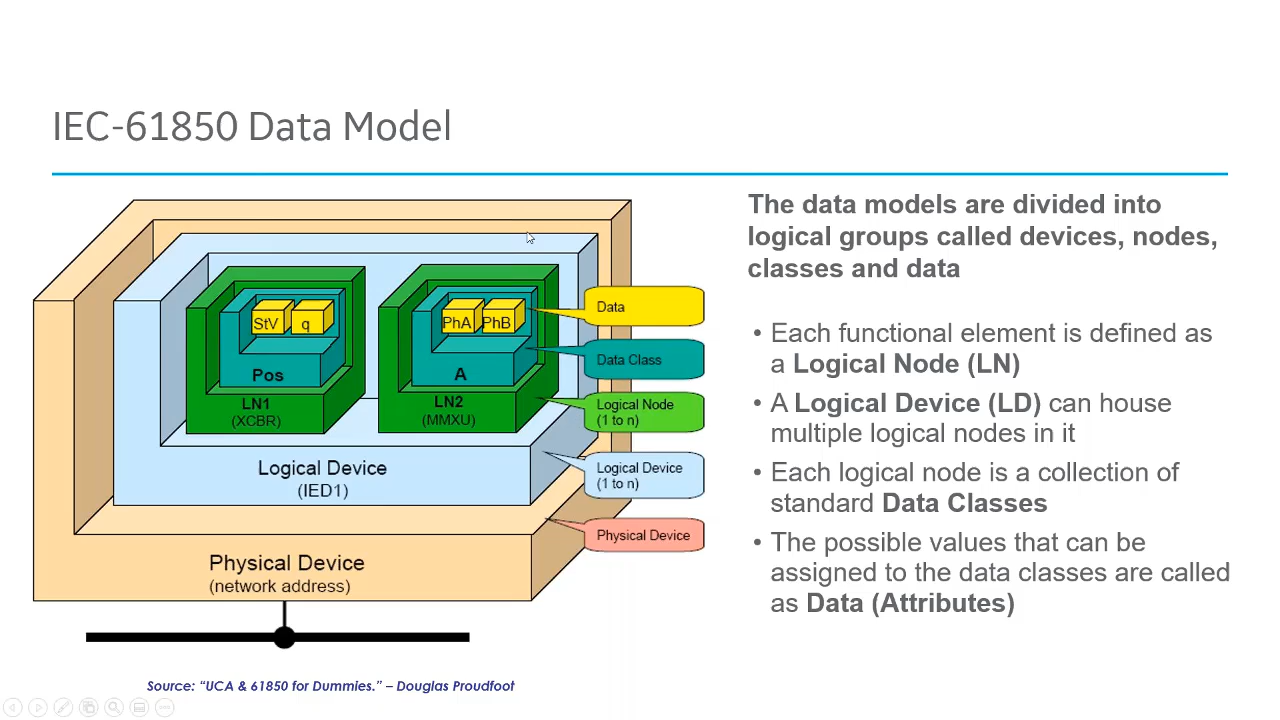 IEC-61850 Data Model
StV
q
Pos
LN1
(XCBR)
PhA
PhB
A
LN2
(MMXU)
Logical Device
(IED1)
Physical Device
(network address)
Data
Data Class
Logical Node
(1 to n)
Logical Device
(1 to n)
Physical Device
Source: “UCA & 61850 for Dummies.” – Douglas Proudfoot
The data models are divided into
logical groups called devices, nodes,
classes and data
• Each functional element is defined as
a Logical Node (LN)
• A Logical Device (LD) can house
multiple logical nodes in it
• Each logical node is a collection of
standard Data Classes
• The possible values that can be
assigned to the data classes are called
as Data (Attributes)